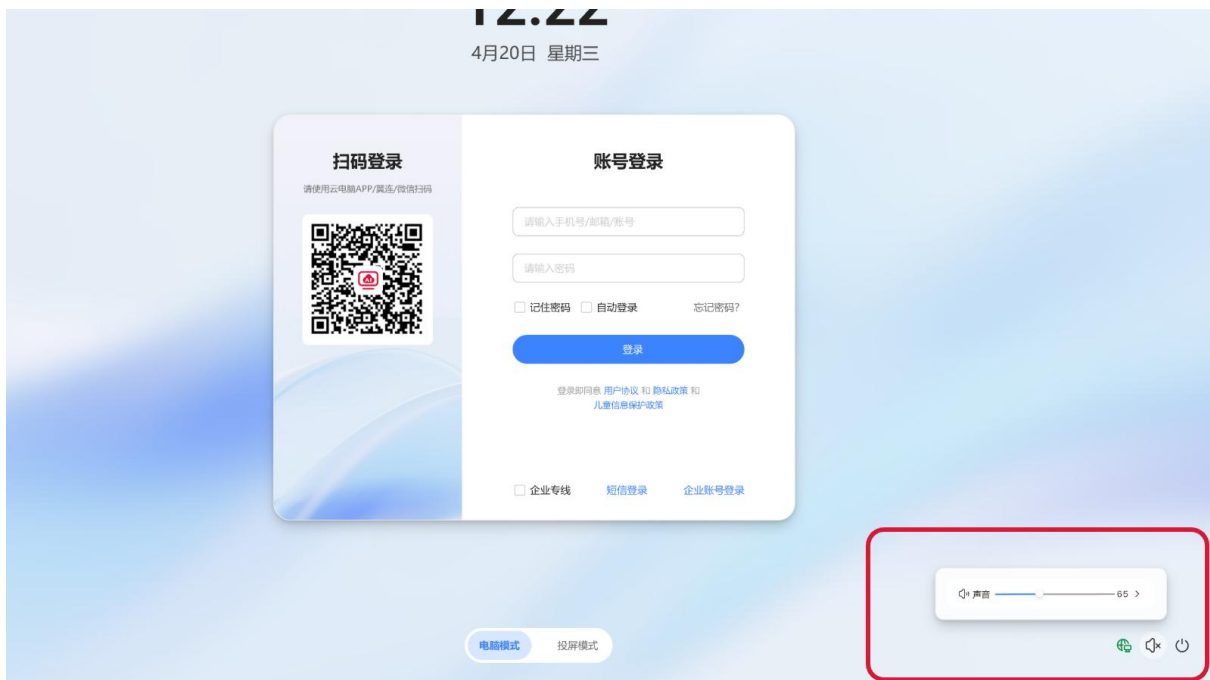 12:22
4月20日 星期三
扫码登录
请使用云电脑APP/翼连/微信扫码
账号登录
请输入手机号/邮箱/账号
请输入密码
记住密码 自动登录 忘记密码?
登录
登录即同意 用户协议 和 隐私政策 和
儿童信息保护政策
企业专线 短信登录 企业账号登录
声音 65
电脑模式 投屏模式